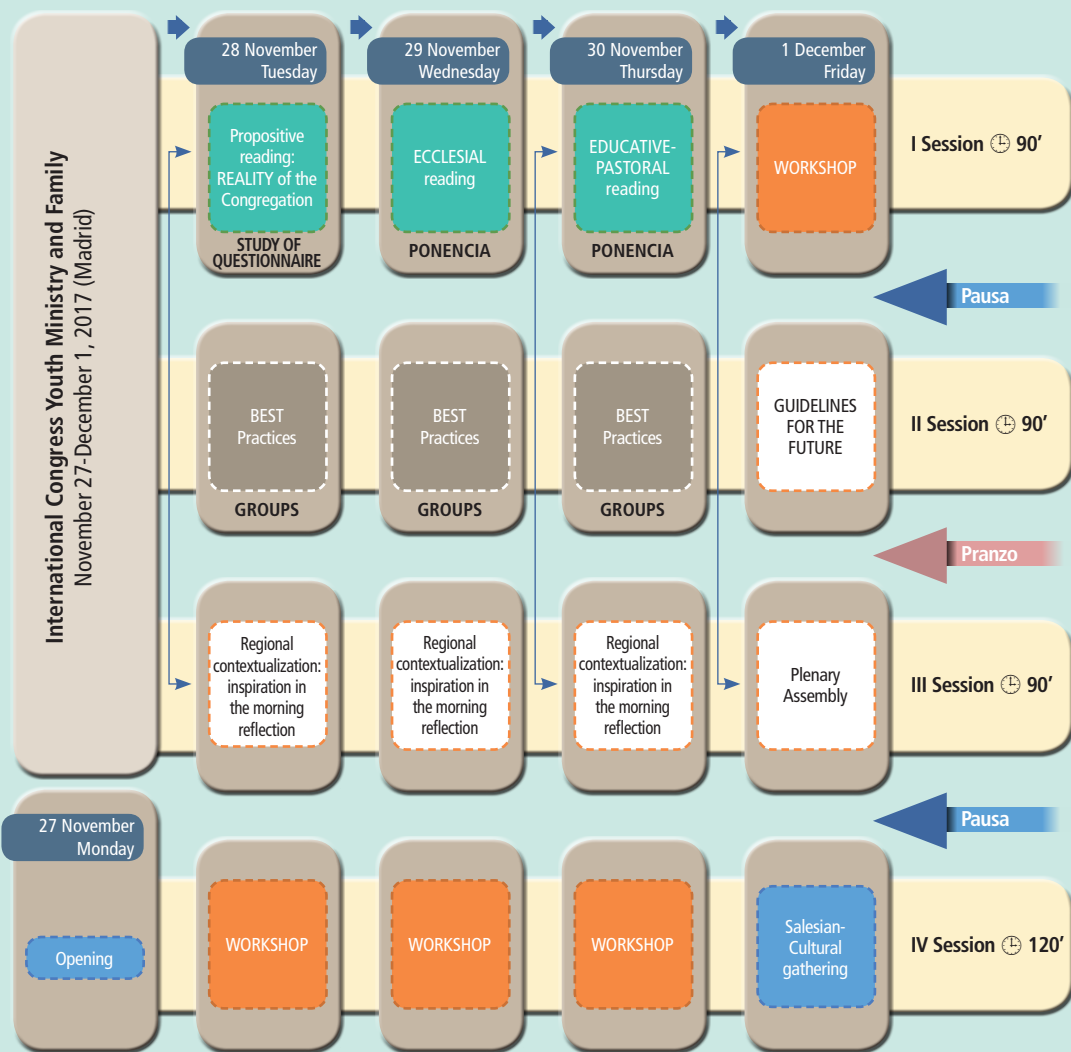 International Congress Youth Ministry and Family
November 27-December 1, 2017 (Madrid)
28 November
Tuesday
29 November
Wednesday
30 November
Thursday
1 December
Friday
Propositive
reading:
REALITY of the
Congregation
STUDY OF
QUESTIONNAIRE
ECCLESIAL
reading
PONENCIA
EDUCATIVE-
PASTORAL
reading
PONENCIA
WORKSHOP
I Session 90’
Pausa
BEST
Practices
GROUPS
BEST
Practices
GROUPS
BEST
Practices
GROUPS
GUIDELINES
FOR THE
FUTURE
II Session 90’
Pranzo
Regional
contextualization:
inspiration in
the morning
reflection
Regional
contextualization:
inspiration in
the morning
reflection
Regional
contextualization:
inspiration in
the morning
reflection
Plenary
Assembly
III Session 90’
Pausa
27 November
Monday
Opening
WORKSHOP
WORKSHOP
WORKSHOP
Salesian-
Cultural
gathering
IV Session 120’